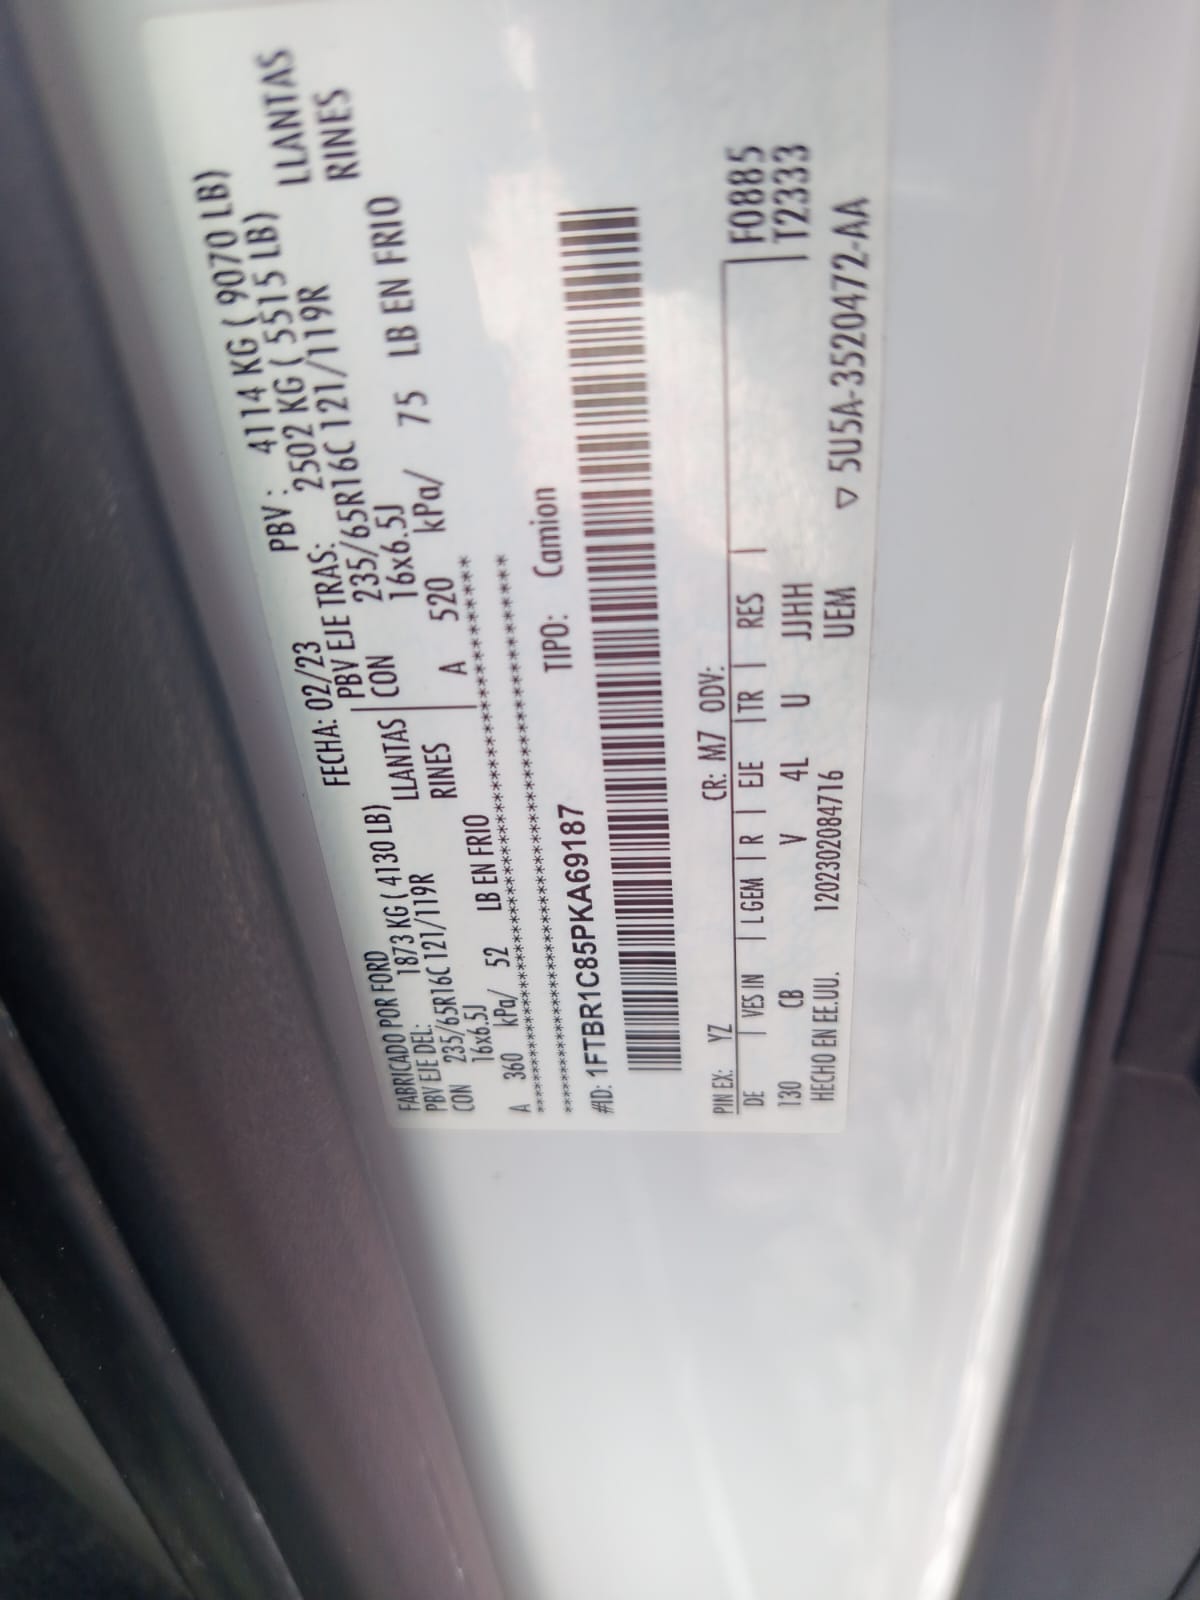 FABRICADO POR FORD FECHA: 02/23 PBV: 4114 KG ( 9070 LB)
PBV EJE DEL: 1873 KG ( 4130 LB) PBV EJE TRAS: 2502 KG ( 5515 LB)
CON 235/65R16C 121/119R LLANTAS CON 235/65R16C 121/119R LLANTAS
16x6.5J RINES 16x6.5J RINES
A 360 kPa/ 52 LB EN FRIO A 520 kPa/ 75 LB EN FRIO
#ID: 1FTBR1C85PKA69187 TIPO: Camion
PIN EX: YZ CR: M7 ODV:
DE VES IN LGEM R EJE TR RES F0885
130 CB V 4L U JJHH T2333
HECHO EN EE.UU. 1202302084716 UEM ▽ 5U5A-3520472-AA